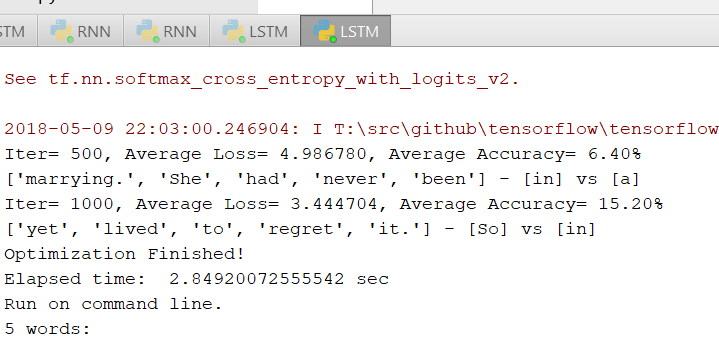 STM RNN RNN LSTM LSTM
See tf.nn.softmax_cross_entropy_with_logits_v2.
2018-05-09 22:03:00.246904: I T:\src\github\tensorflow\tensorflow
Iter= 500, Average Loss= 4.986780, Average Accuracy= 6.40%
['marrying.', 'She', 'had', 'never', 'been'] - [in] vs [a]
Iter= 1000, Average Loss= 3.444704, Average Accuracy= 15.20%
['yet', 'lived', 'to', 'regret', 'it.'] - [So] vs [in]
Optimization Finished!
Elapsed time:  2.84920072555542 sec
Run on command line.
5 words: